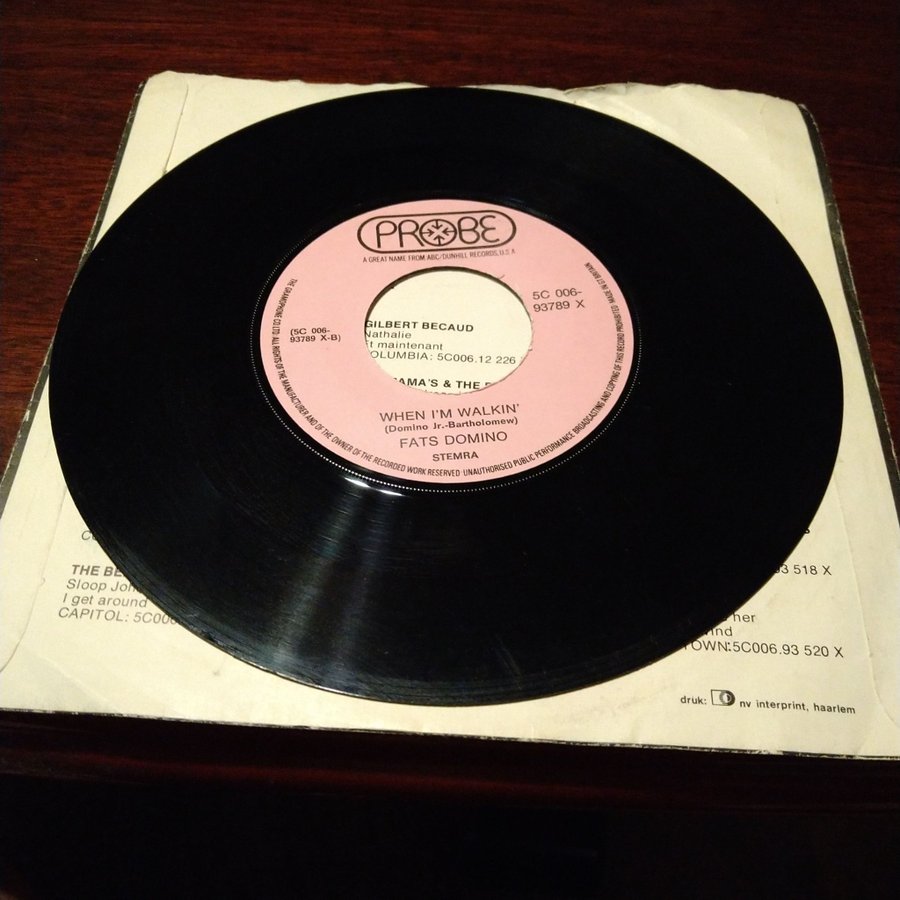 PROBE
A GREAT NAME FROM ABC/DUNHILL RECORDS, U.S.A
5C 006-
93789 X
(5C 006-
93789 X-B)
GILBERT BECAUD
Nathalie
Et maintenant
COLUMBIA: 5C006.12 226
AMA'S & THE
WHEN I'M WALKIN'
(Domino Jr.-Bartholomew)
FATS DOMINO
STEMRA
THE GRAMOPHONE CO. LTD. ALL RIGHTS OF THE MANUFACTURER AND OF THE OWNER OF THE RECORDED WORK RESERVED UNAUTHORISED PUBLIC PERFORMANCE BROADCASTING AND COPYING OF THIS RECORD PROHIBITED MADE IN GT BRITAIN
THE BE
Sloop Joh
I get around
CAPITOL: 5C006
93 518 X
her
ind
TOWN:5C006.93 520 X
druk: nv interprint, haarlem